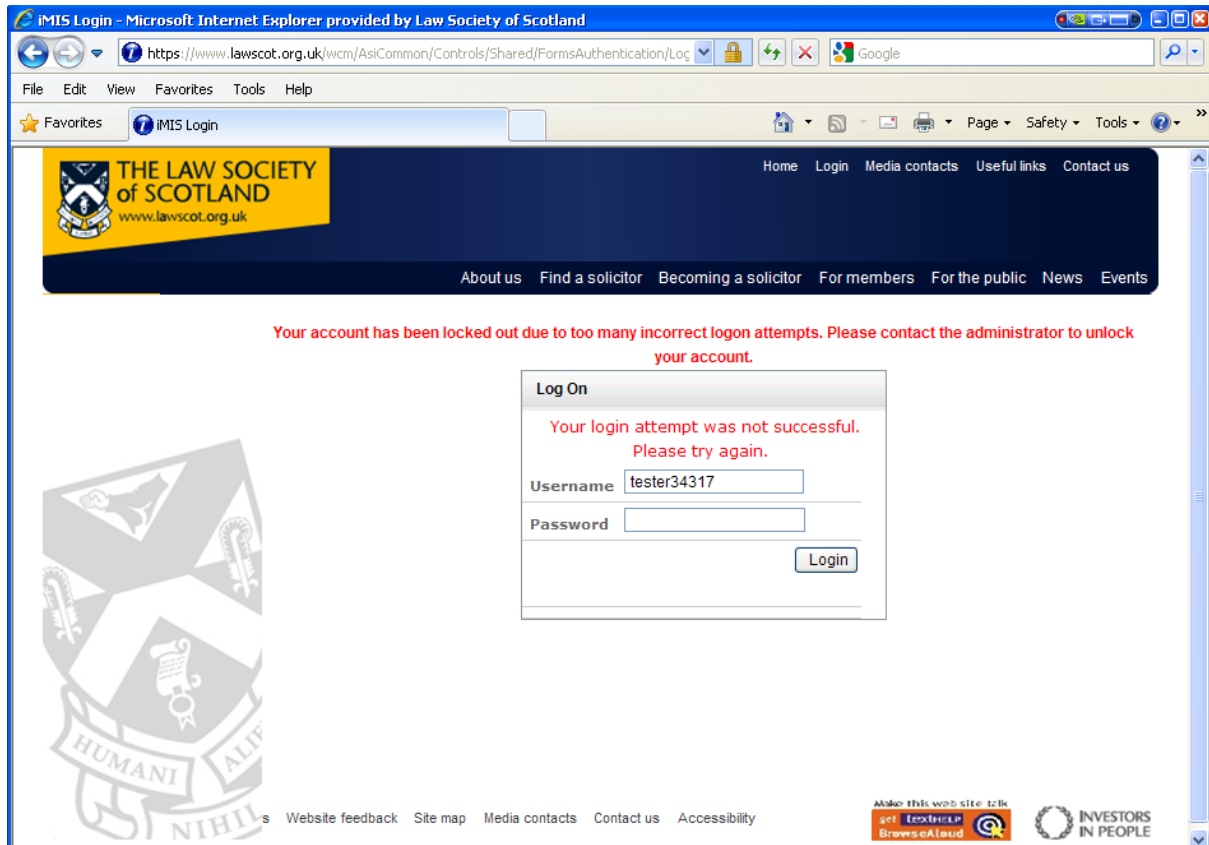 iMIS Login - Microsoft Internet Explorer provided by Law Society of Scotland
https://www.lawscot.org.uk/wcm/AsiCommon/Controls/Shared/FormsAuthentication/Log
Google
File Edit View Favorites Tools Help
Favorites iMIS Login Page Safety Tools
THE LAW SOCIETY
of SCOTLAND
www.lawscot.org.uk
Home Login Media contacts Useful links Contact us
About us Find a solicitor Becoming a solicitor For members For the public News Events
Your account has been locked out due to too many incorrect logon attempts. Please contact the administrator to unlock
your account.
Log On
Your login attempt was not successful.
Please try again.
Username tester34317
Password
Login
HUMANI ALI
NIHIL
s Website feedback Site map Media contacts Contact us Accessibility
Make this web site talk
get textHELP
BrowseAloud
INVESTORS
IN PEOPLE